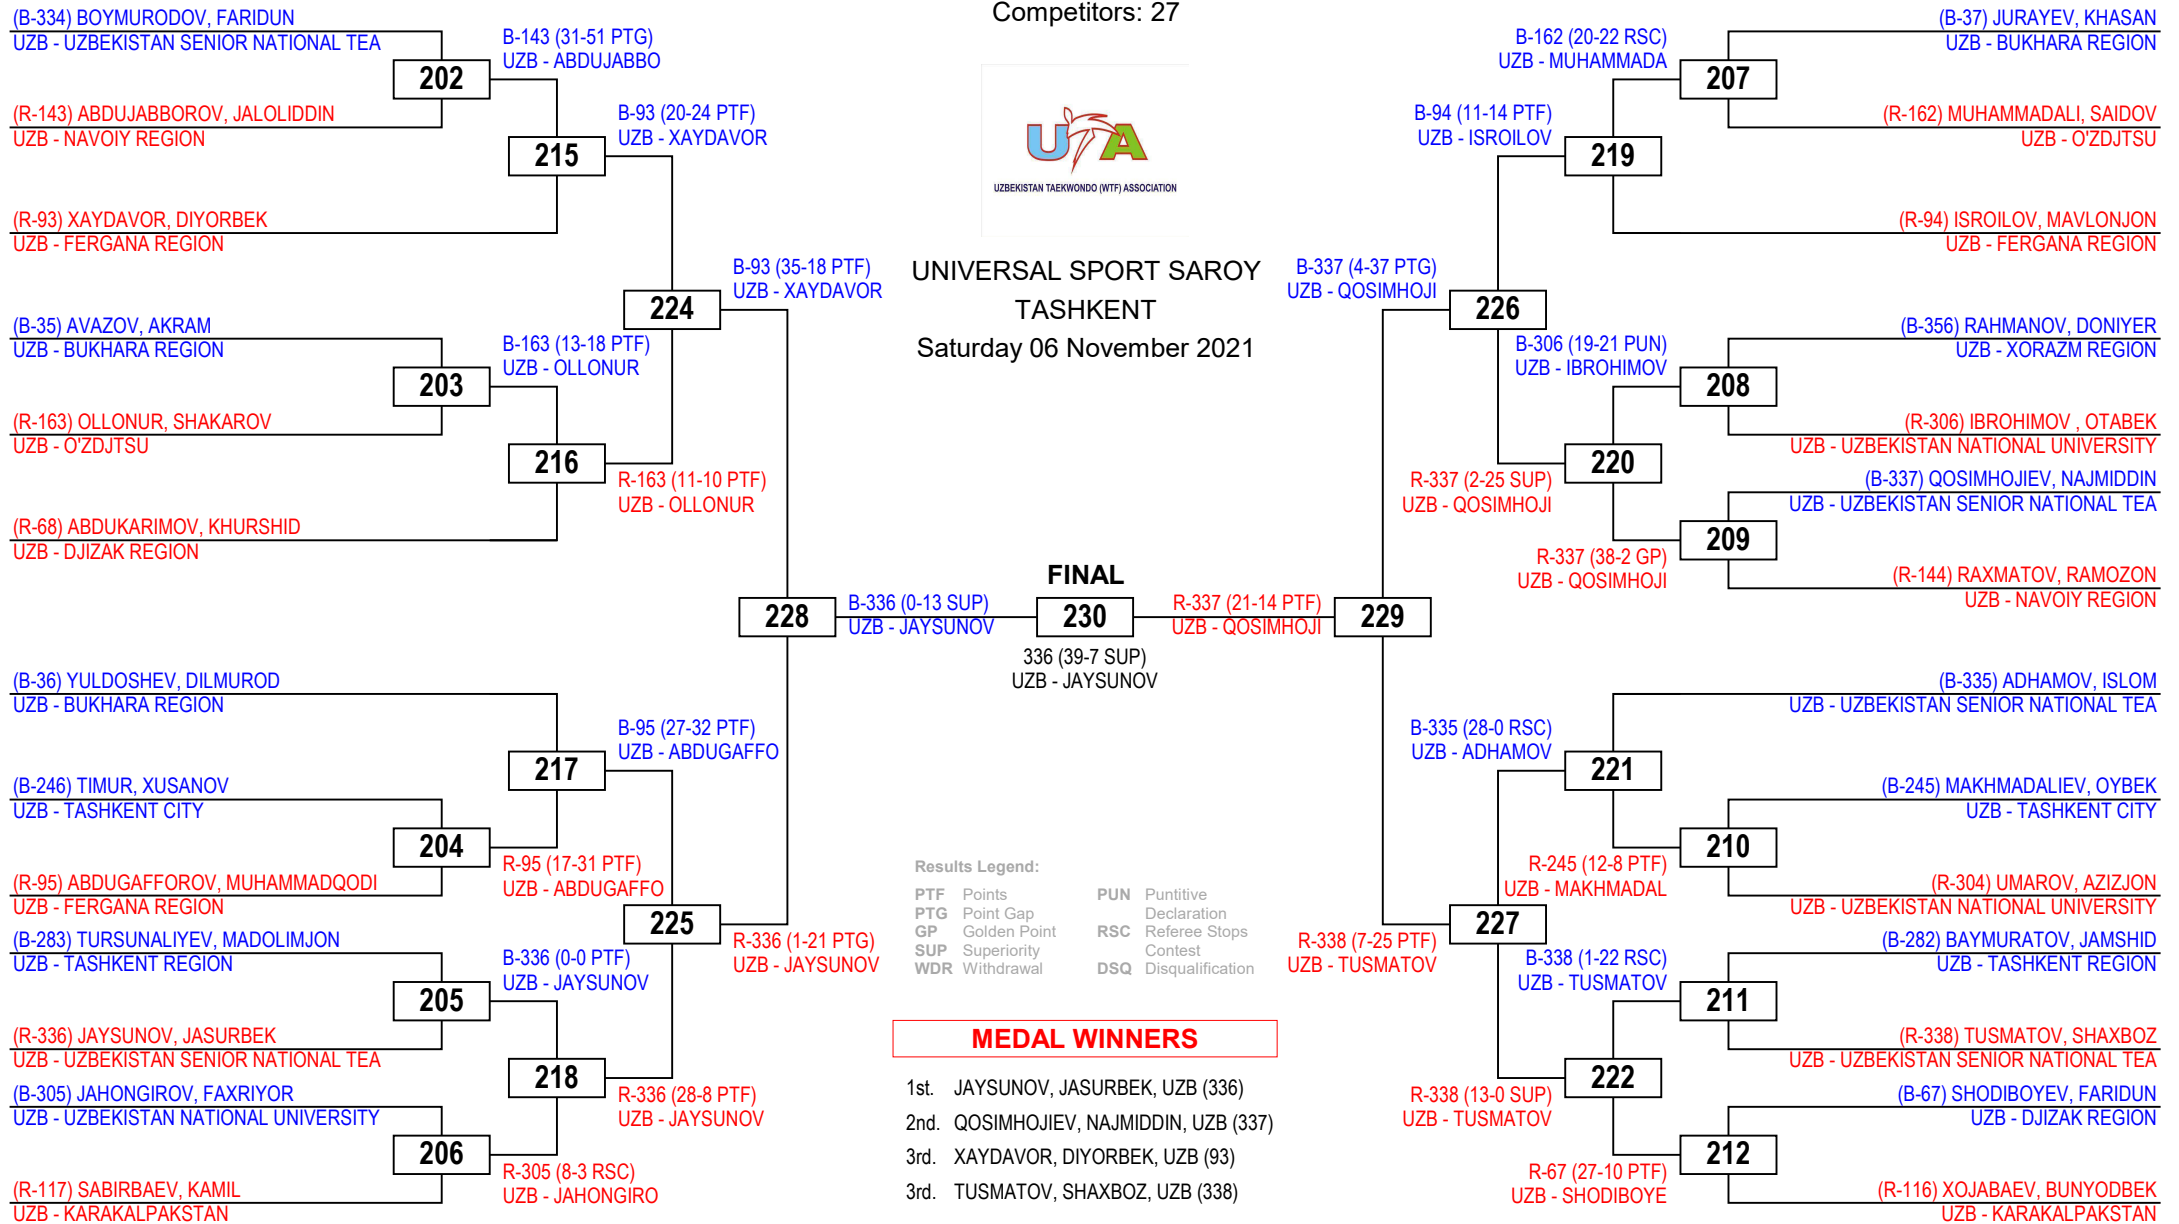 Competitors: 27
UTA
UZBEKISTAN TAEKWONDO (WTF) ASSOCIATION
UNIVERSAL SPORT SAROY
TASHKENT
Saturday 06 November 2021
(B-334) BOYMURODOV, FARIDUN
UZB - UZBEKISTAN SENIOR NATIONAL TEA
202
(R-143) ABDUJABBOROV, JALOLIDDIN
UZB - NAVOIY REGION
B-143 (31-51 PTG)
UZB - ABDUJABBO
215
(R-93) XAYDAVOR, DIYORBEK
UZB - FERGANA REGION
B-93 (20-24 PTF)
UZB - XAYDAVOR
224
B-93 (35-18 PTF)
UZB - XAYDAVOR
(B-35) AVAZOV, AKRAM
UZB - BUKHARA REGION
203
(R-163) OLLONUR, SHAKAROV
UZB - O'ZDJTSU
B-163 (13-18 PTF)
UZB - OLLONUR
216
(R-68) ABDUKARIMOV, KHURSHID
UZB - DJIZAK REGION
R-163 (11-10 PTF)
UZB - OLLONUR
228
B-336 (0-13 SUP)
UZB - JAYSUNOV
(B-36) YULDOSHEV, DILMUROD
UZB - BUKHARA REGION
217
B-95 (27-32 PTF)
UZB - ABDUGAFFO
(B-246) TIMUR, XUSANOV
UZB - TASHKENT CITY
204
(R-95) ABDUGAFFOROV, MUHAMMADQODI
UZB - FERGANA REGION
R-95 (17-31 PTF)
UZB - ABDUGAFFO
225
R-336 (1-21 PTG)
UZB - JAYSUNOV
(B-283) TURSUNALIYEV, MADOLIMJON
UZB - TASHKENT REGION
205
(R-336) JAYSUNOV, JASURBEK
UZB - UZBEKISTAN SENIOR NATIONAL TEA
B-336 (0-0 PTF)
UZB - JAYSUNOV
218
R-336 (28-8 PTF)
UZB - JAYSUNOV
(B-305) JAHONGIROV, FAXRIYOR
UZB - UZBEKISTAN NATIONAL UNIVERSITY
206
(R-117) SABIRBAEV, KAMIL
UZB - KARAKALPAKSTAN
R-305 (8-3 RSC)
UZB - JAHONGIRO
FINAL
230
336 (39-7 SUP)
UZB - JAYSUNOV
R-337 (21-14 PTF)
UZB - QOSIMHOJI
229
(B-37) JURAYEV, KHASAN
UZB - BUKHARA REGION
207
(R-162) MUHAMMADALI, SAIDOV
UZB - O'ZDJTSU
B-162 (20-22 RSC)
UZB - MUHAMMADA
219
(R-94) ISROILOV, MAVLONJON
UZB - FERGANA REGION
B-94 (11-14 PTF)
UZB - ISROILOV
226
B-337 (4-37 PTG)
UZB - QOSIMHOJI
(B-356) RAHMANOV, DONIYER
UZB - XORAZM REGION
208
(R-306) IBROHIMOV , OTABEK
UZB - UZBEKISTAN NATIONAL UNIVERSITY
B-306 (19-21 PUN)
UZB - IBROHIMOV
220
R-337 (2-25 SUP)
UZB - QOSIMHOJI
(B-337) QOSIMHOJIEV, NAJMIDDIN
UZB - UZBEKISTAN SENIOR NATIONAL TEA
209
(R-144) RAXMATOV, RAMOZON
UZB - NAVOIY REGION
R-337 (38-2 GP)
UZB - QOSIMHOJI
(B-335) ADHAMOV, ISLOM
UZB - UZBEKISTAN SENIOR NATIONAL TEA
221
B-335 (28-0 RSC)
UZB - ADHAMOV
(B-245) MAKHMADALIEV, OYBEK
UZB - TASHKENT CITY
210
(R-304) UMAROV, AZIZJON
UZB - UZBEKISTAN NATIONAL UNIVERSITY
R-245 (12-8 PTF)
UZB - MAKHMADAL
227
R-338 (7-25 PTF)
UZB - TUSMATOV
(B-282) BAYMURATOV, JAMSHID
UZB - TASHKENT REGION
211
(R-338) TUSMATOV, SHAXBOZ
UZB - UZBEKISTAN SENIOR NATIONAL TEA
B-338 (1-22 RSC)
UZB - TUSMATOV
222
R-338 (13-0 SUP)
UZB - TUSMATOV
(B-67) SHODIBOYEV, FARIDUN
UZB - DJIZAK REGION
212
(R-116) XOJABAEV, BUNYODBEK
UZB - KARAKALPAKSTAN
R-67 (27-10 PTF)
UZB - SHODIBOYE
Results Legend:
PTF Points
PTG Point Gap
GP Golden Point
SUP Superiority
WDR Withdrawal
PUN Puntitive
Declaration
RSC Referee Stops
Contest
DSQ Disqualification
MEDAL WINNERS
1st. JAYSUNOV, JASURBEK, UZB (336)
2nd. QOSIMHOJIEV, NAJMIDDIN, UZB (337)
3rd. XAYDAVOR, DIYORBEK, UZB (93)
3rd. TUSMATOV, SHAXBOZ, UZB (338)